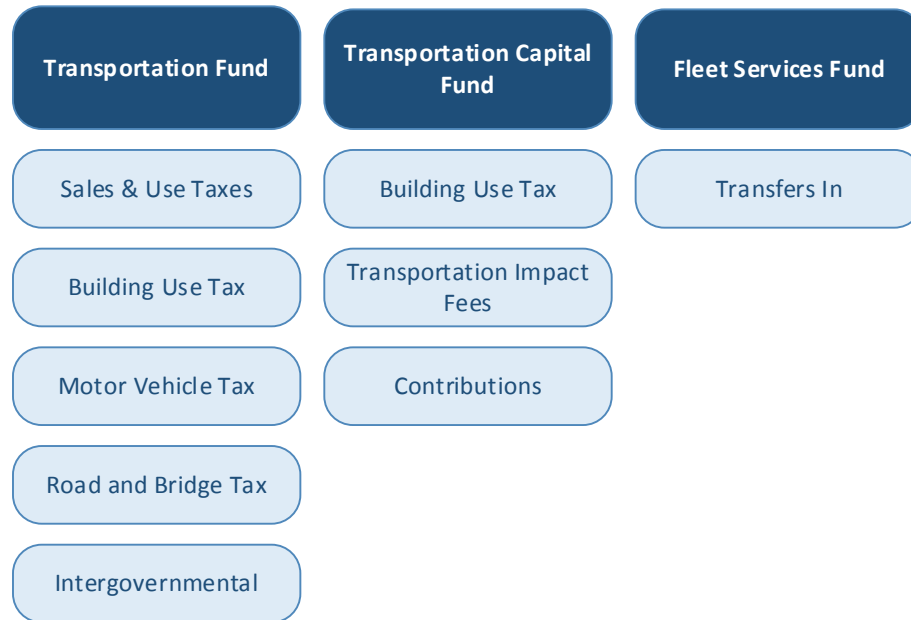 Transportation Fund
Sales & Use Taxes
Building Use Tax
Motor Vehicle Tax
Road and Bridge Tax
Intergovernmental
Transportation Capital
Fund
Building Use Tax
Transportation Impact
Fees
Contributions
Fleet Services Fund
Transfers In